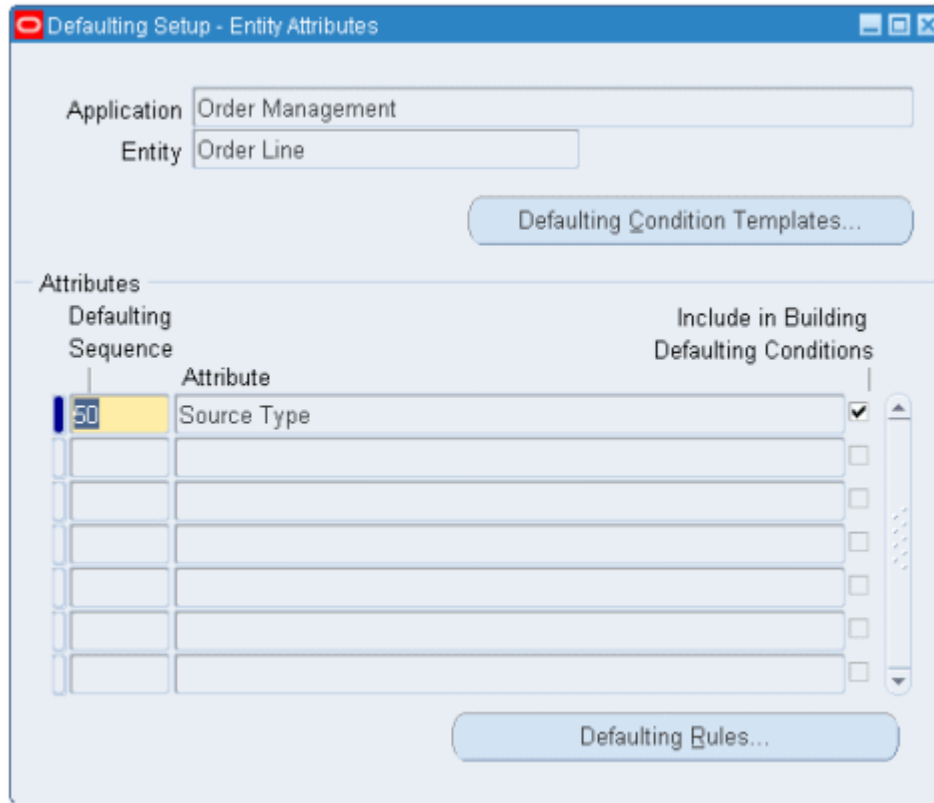 Defaulting Setup - Entity Attributes
Application Order Management
Entity Order Line
Defaulting Condition Templates...
Attributes
Defaulting Sequence
Attribute
Include in Building Defaulting Conditions
50 Source Type
Defaulting Rules...